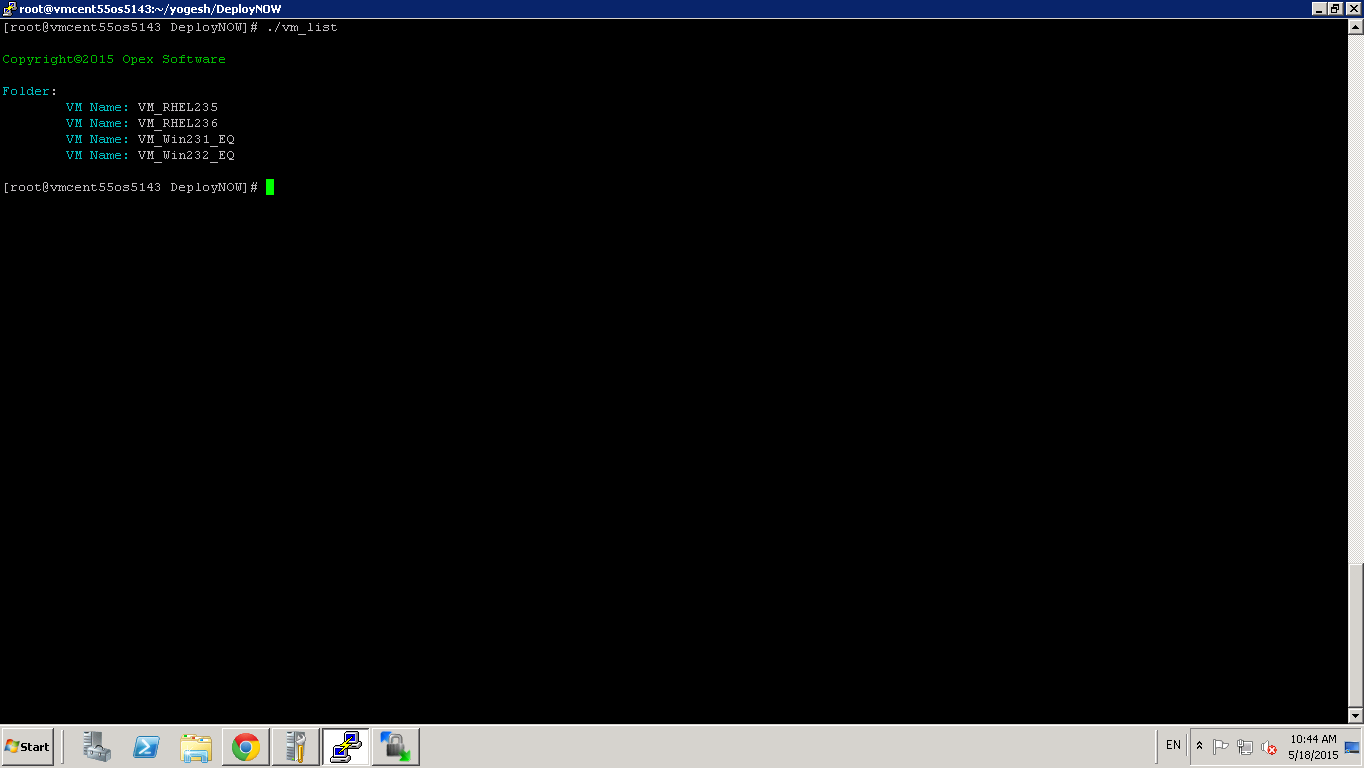 root@vmcent55os5143:~/yogesh/DeployNOW
[root@vmcent55os5143 DeployNOW]# ./vm_list
Copyright©2015 Opex Software
Folder:
VM Name: VM_RHEL235
VM Name: VM_RHEL236
VM Name: VM_Win231_EQ
VM Name: VM_Win232_EQ
[root@vmcent55os5143 DeployNOW]#
Start
EN
10:44 AM
5/18/2015